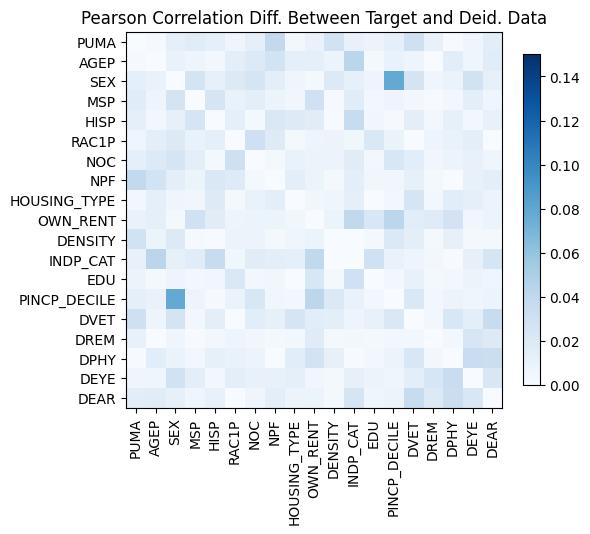 Pearson Correlation Diff. Between Target and Deid. Data
PUMA
AGEP
SEX
MSP
HISP
RAC1P
NOC
NPF
HOUSING_TYPE
OWN_RENT
DENSITY
INDP_CAT
EDU
PINCP_DECILE
DVET
DREM
DPHY
DEYE
DEAR
PUMA
AGEP
SEX
MSP
HISP
RAC1P
NOC
NPF
HOUSING_TYPE
OWN_RENT
DENSITY
INDP_CAT
EDU
PINCP_DECILE
DVET
DREM
DPHY
DEYE
DEAR
0.14
0.12
0.10
0.08
0.06
0.04
0.02
0.00